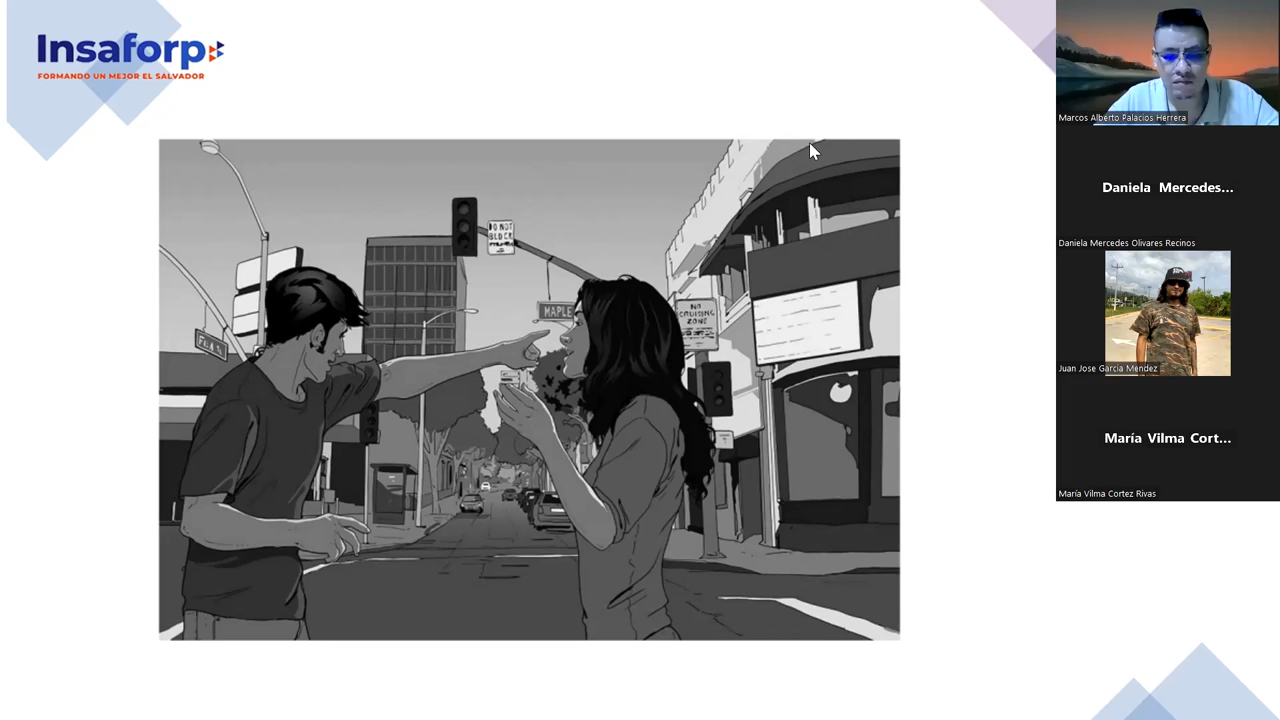 Insaforp
FORMANDO UN MEJOR EL SALVADOR
DO NOT
BLOCK
MAPLE
NO
CRUISING
ZONE
Marcos Alberto Palacios Herrera
Daniela Mercedes...
Daniela Mercedes Olivares Recinos
Juan Jose Garcia Mendez
María Vilma Cort...
María Vilma Cortez Rivas